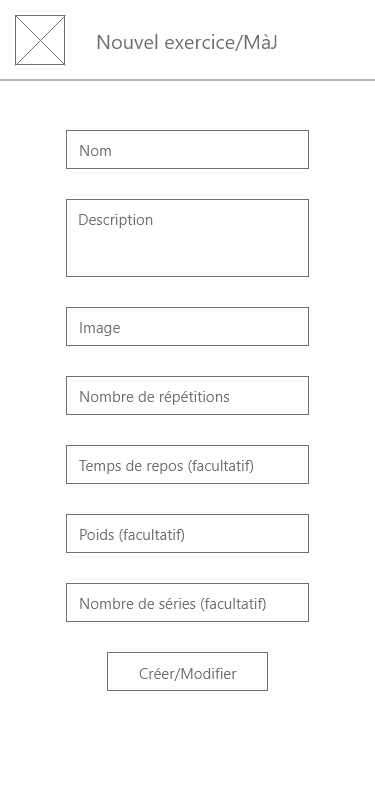 Nouvel exercice/MàJ
Nom
Description
Image
Nombre de répétitions
Temps de repos (facultatif)
Poids (facultatif)
Nombre de séries (facultatif)
Créer/Modifier